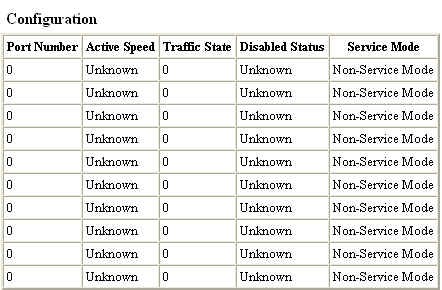 Configuration
Port Number Active Speed Traffic State Disabled Status Service Mode
0 Unknown 0 Unknown Non-Service Mode
0 Unknown 0 Unknown Non-Service Mode
0 Unknown 0 Unknown Non-Service Mode
0 Unknown 0 Unknown Non-Service Mode
0 Unknown 0 Unknown Non-Service Mode
0 Unknown 0 Unknown Non-Service Mode
0 Unknown 0 Unknown Non-Service Mode
0 Unknown 0 Unknown Non-Service Mode
0 Unknown 0 Unknown Non-Service Mode
0 Unknown 0 Unknown Non-Service Mode